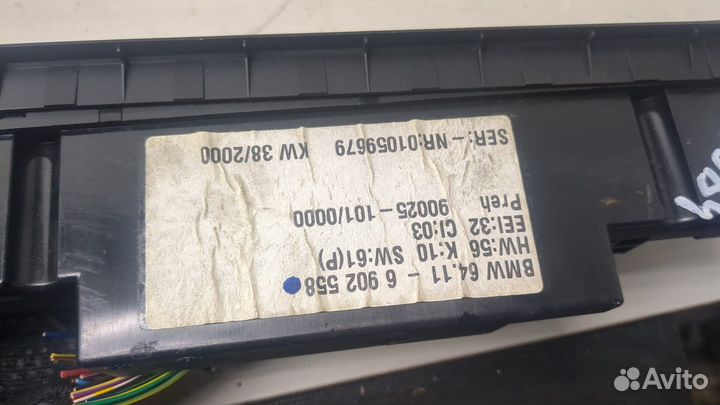 BMW 64.11 - 6 902 558
HW:56 K:10 SW:61(P)
EEI:32 CI:03
90025-101/0000
Preh
SER:-NR:01059679 KW 38/2000
Avito